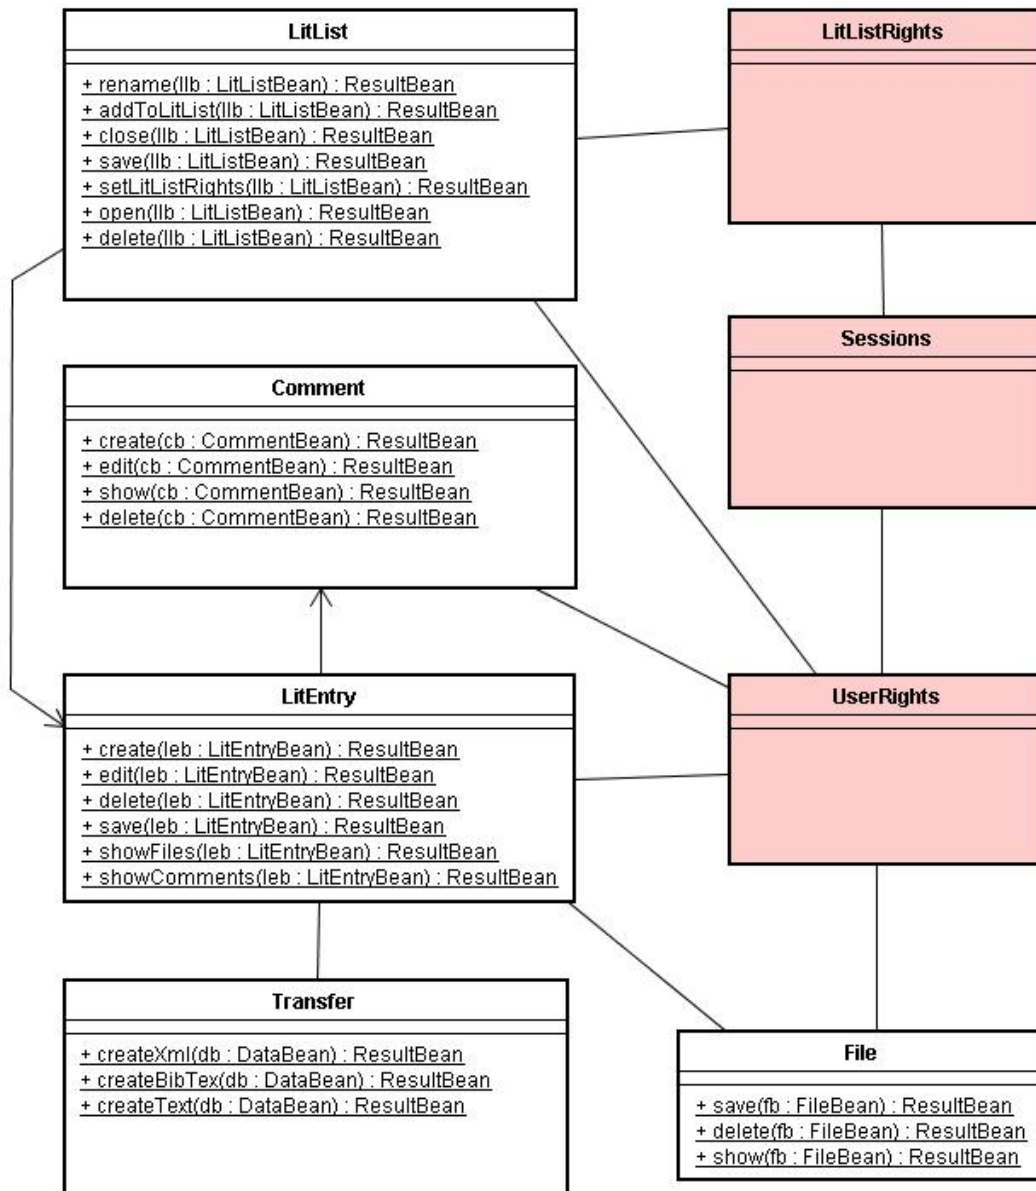 LitList
+ rename(llb : LitListBean) : ResultBean
+ addToLitList(llb : LitListBean) : ResultBean
+ close(llb : LitListBean) : ResultBean
+ save(llb : LitListBean) : ResultBean
+ setLitListRights(llb : LitListBean) : ResultBean
+ open(llb : LitListBean) : ResultBean
+ delete(llb : LitListBean) : ResultBean
LitListRights
Sessions
Comment
+ create(cb : CommentBean) : ResultBean
+ edit(cb : CommentBean) : ResultBean
+ show(cb : CommentBean) : ResultBean
+ delete(cb : CommentBean) : ResultBean
LitEntry
+ create(leb : LitEntryBean) : ResultBean
+ edit(leb : LitEntryBean) : ResultBean
+ delete(leb : LitEntryBean) : ResultBean
+ save(leb : LitEntryBean) : ResultBean
+ showFiles(leb : LitEntryBean) : ResultBean
+ showComments(leb : LitEntryBean) : ResultBean
UserRights
Transfer
+ createXml(db : DataBean) : ResultBean
+ createBibTex(db : DataBean) : ResultBean
+ createText(db : DataBean) : ResultBean
File
+ save(fb : FileBean) : ResultBean
+ delete(fb : FileBean) : ResultBean
+ show(fb : FileBean) : ResultBean